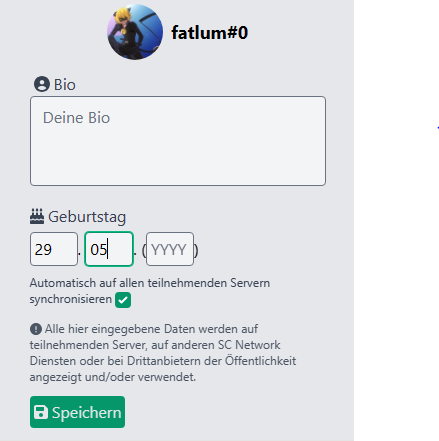 fatlum#0
Bio
Deine Bio
Geburtstag
29 . 05 . (YYYY)
Automatisch auf allen teilnehmenden Servern
synchronisieren
Alle hier eingegebene Daten werden auf
teilnehmenden Server, auf anderen SC Network
Diensten oder bei Drittanbietern der Öffentlichkeit
angezeigt und/oder verwendet.
Speichern